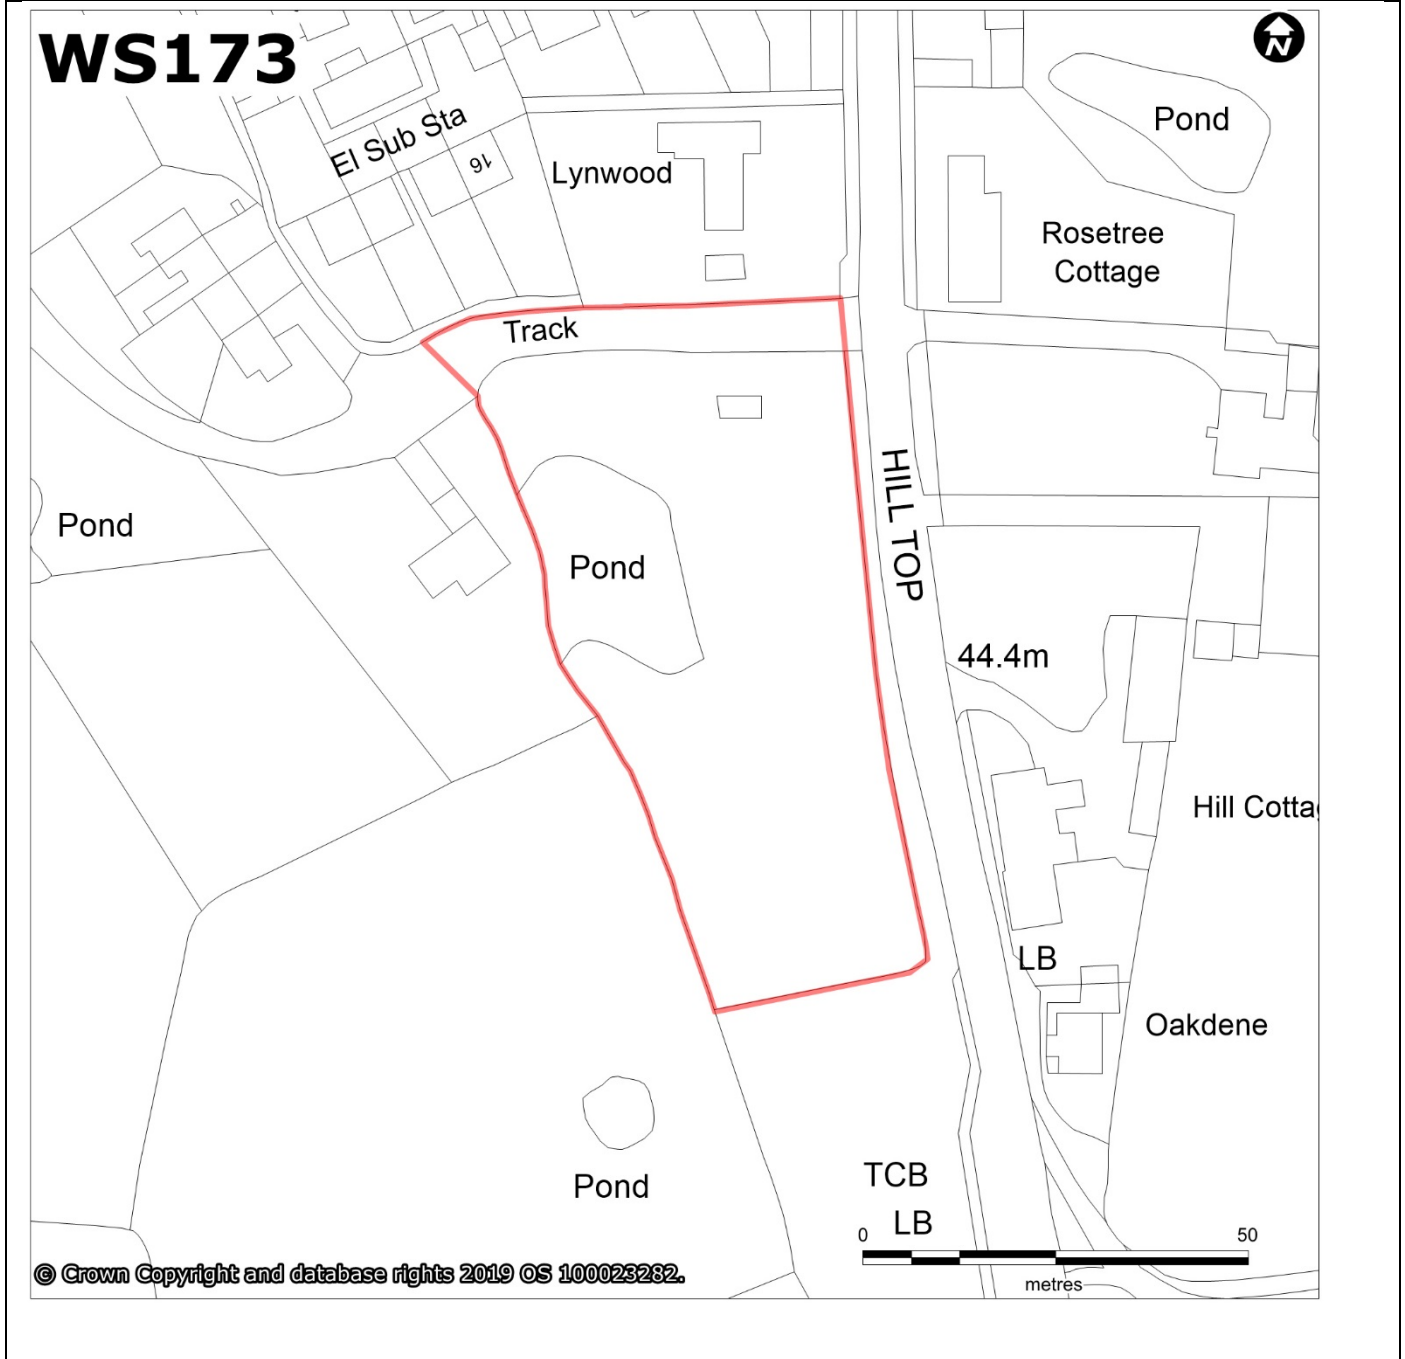 WS173
N
Pond
El Sub Sta
16
Lynwood
Rosetree
Cottage
Track
HILL TOP
Pond
Pond
44.4m
Hill Cotta
LB
Oakdene
TCB
Pond
LB
0 50
metres
© Crown Copyright and database rights 2019 OS 100023282.